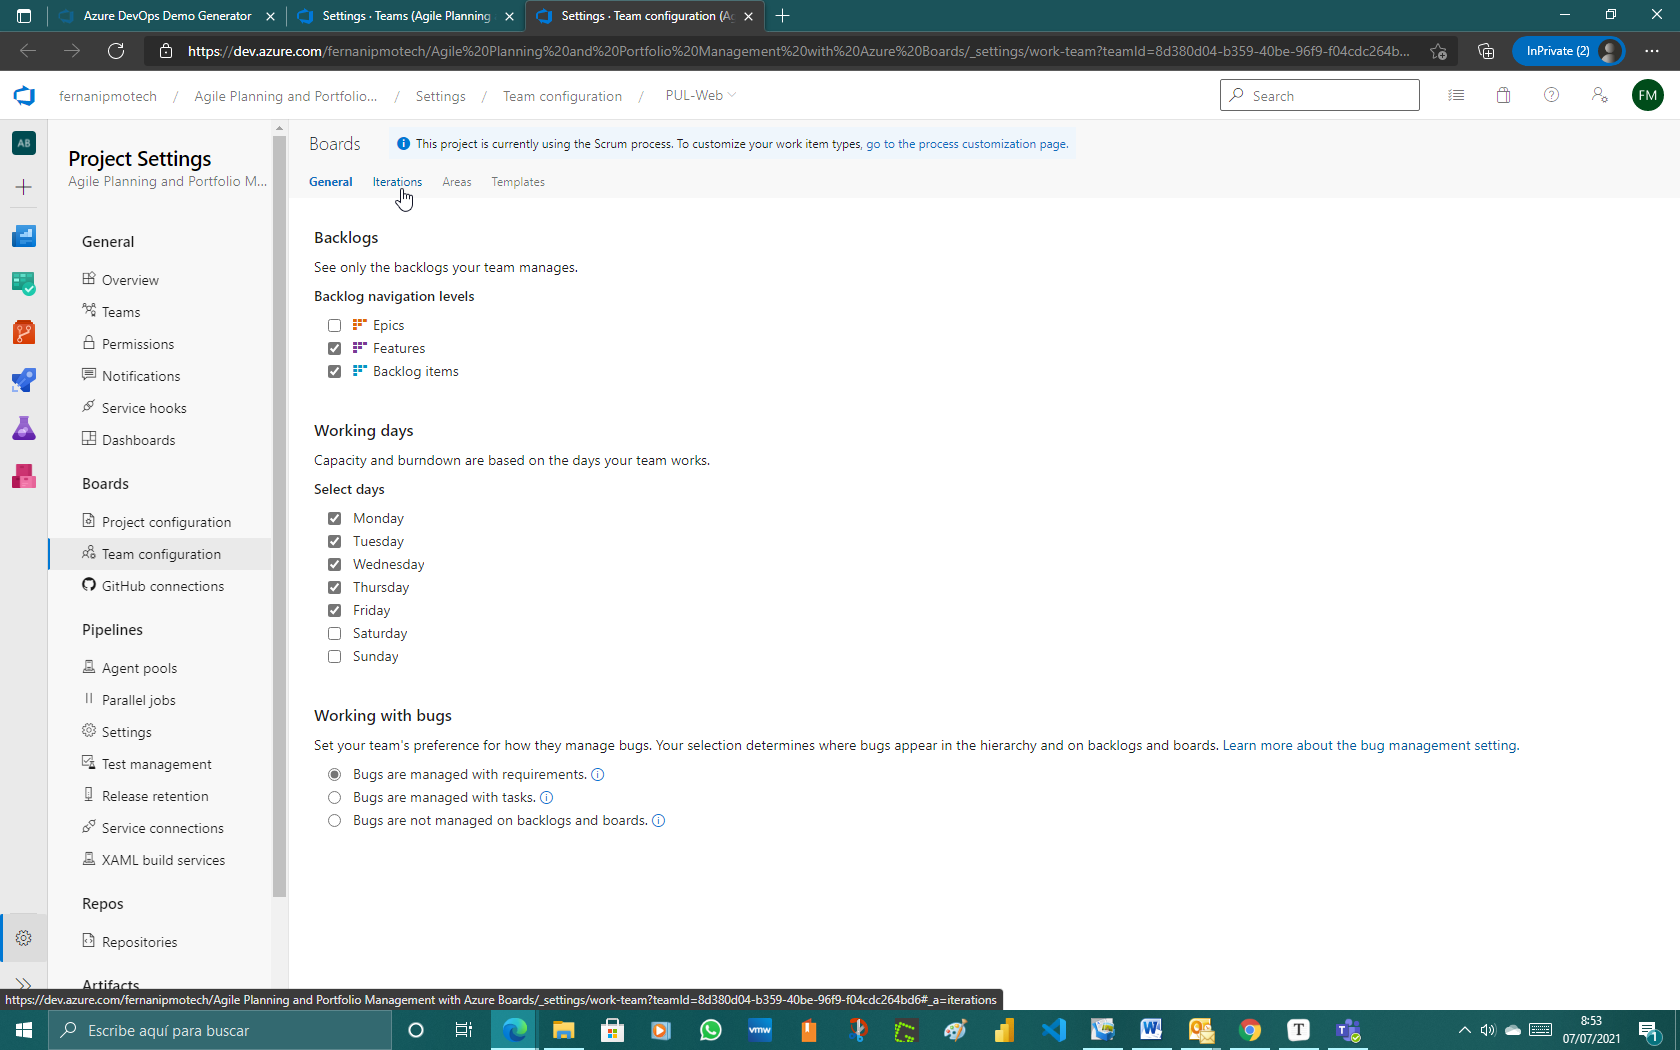 Azure DevOps Demo Generator
Settings · Teams (Agile Planning
Settings · Team configuration (Ag
https://dev.azure.com/fernanipmotech/Agile%20Planning%20and%20Portfolio%20Management%20with%20Azure%20Boards/_settings/work-team?teamId=8d380d04-b359-40be-96f9-f04cdc264b...
InPrivate (2)
fernanipmotech / Agile Planning and Portfolio... / Settings / Team configuration / PUL-Web
Search
FM
AB
Project Settings
Agile Planning and Portfolio M...
General
Overview
Teams
Permissions
Notifications
Service hooks
Dashboards
Boards
Project configuration
Team configuration
GitHub connections
Pipelines
Agent pools
Parallel jobs
Settings
Test management
Release retention
Service connections
XAML build services
Repos
Repositories
Artifacts
Boards
This project is currently using the Scrum process. To customize your work item types, go to the process customization page.
General Iterations Areas Templates
Backlogs
See only the backlogs your team manages.
Backlog navigation levels
Epics
Features
Backlog items
Working days
Capacity and burndown are based on the days your team works.
Select days
Monday
Tuesday
Wednesday
Thursday
Friday
Saturday
Sunday
Working with bugs
Set your team's preference for how they manage bugs. Your selection determines where bugs appear in the hierarchy and on backlogs and boards. Learn more about the bug management setting.
Bugs are managed with requirements.
Bugs are managed with tasks.
Bugs are not managed on backlogs and boards.
https://dev.azure.com/fernanipmotech/Agile Planning and Portfolio Management with Azure Boards/_settings/work-team?teamId=8d380d04-b359-40be-96f9-f04cdc264bd6#_a=iterations
Escribe aquí para buscar
vmw
8:53
07/07/2021
1